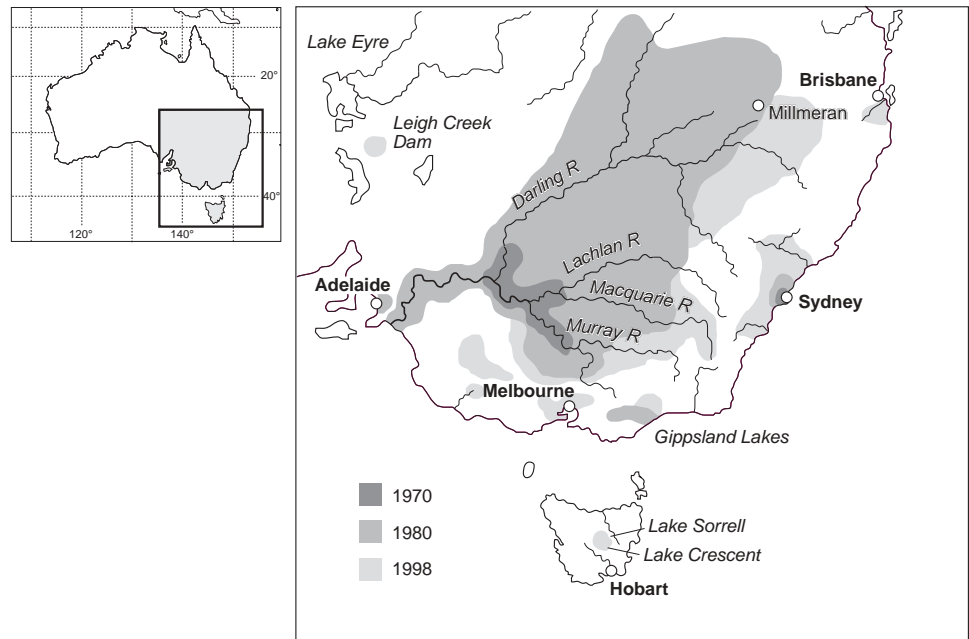 20°
40°
120°
140°
Lake Eyre
Leigh Creek
Dam
Brisbane
Millmeran
Darling R
Lachlan R
Macquarie R
Murray R
Adelaide
Sydney
Melbourne
Gippsland Lakes
1970
1980
1998
Lake Sorrell
Lake Crescent
Hobart